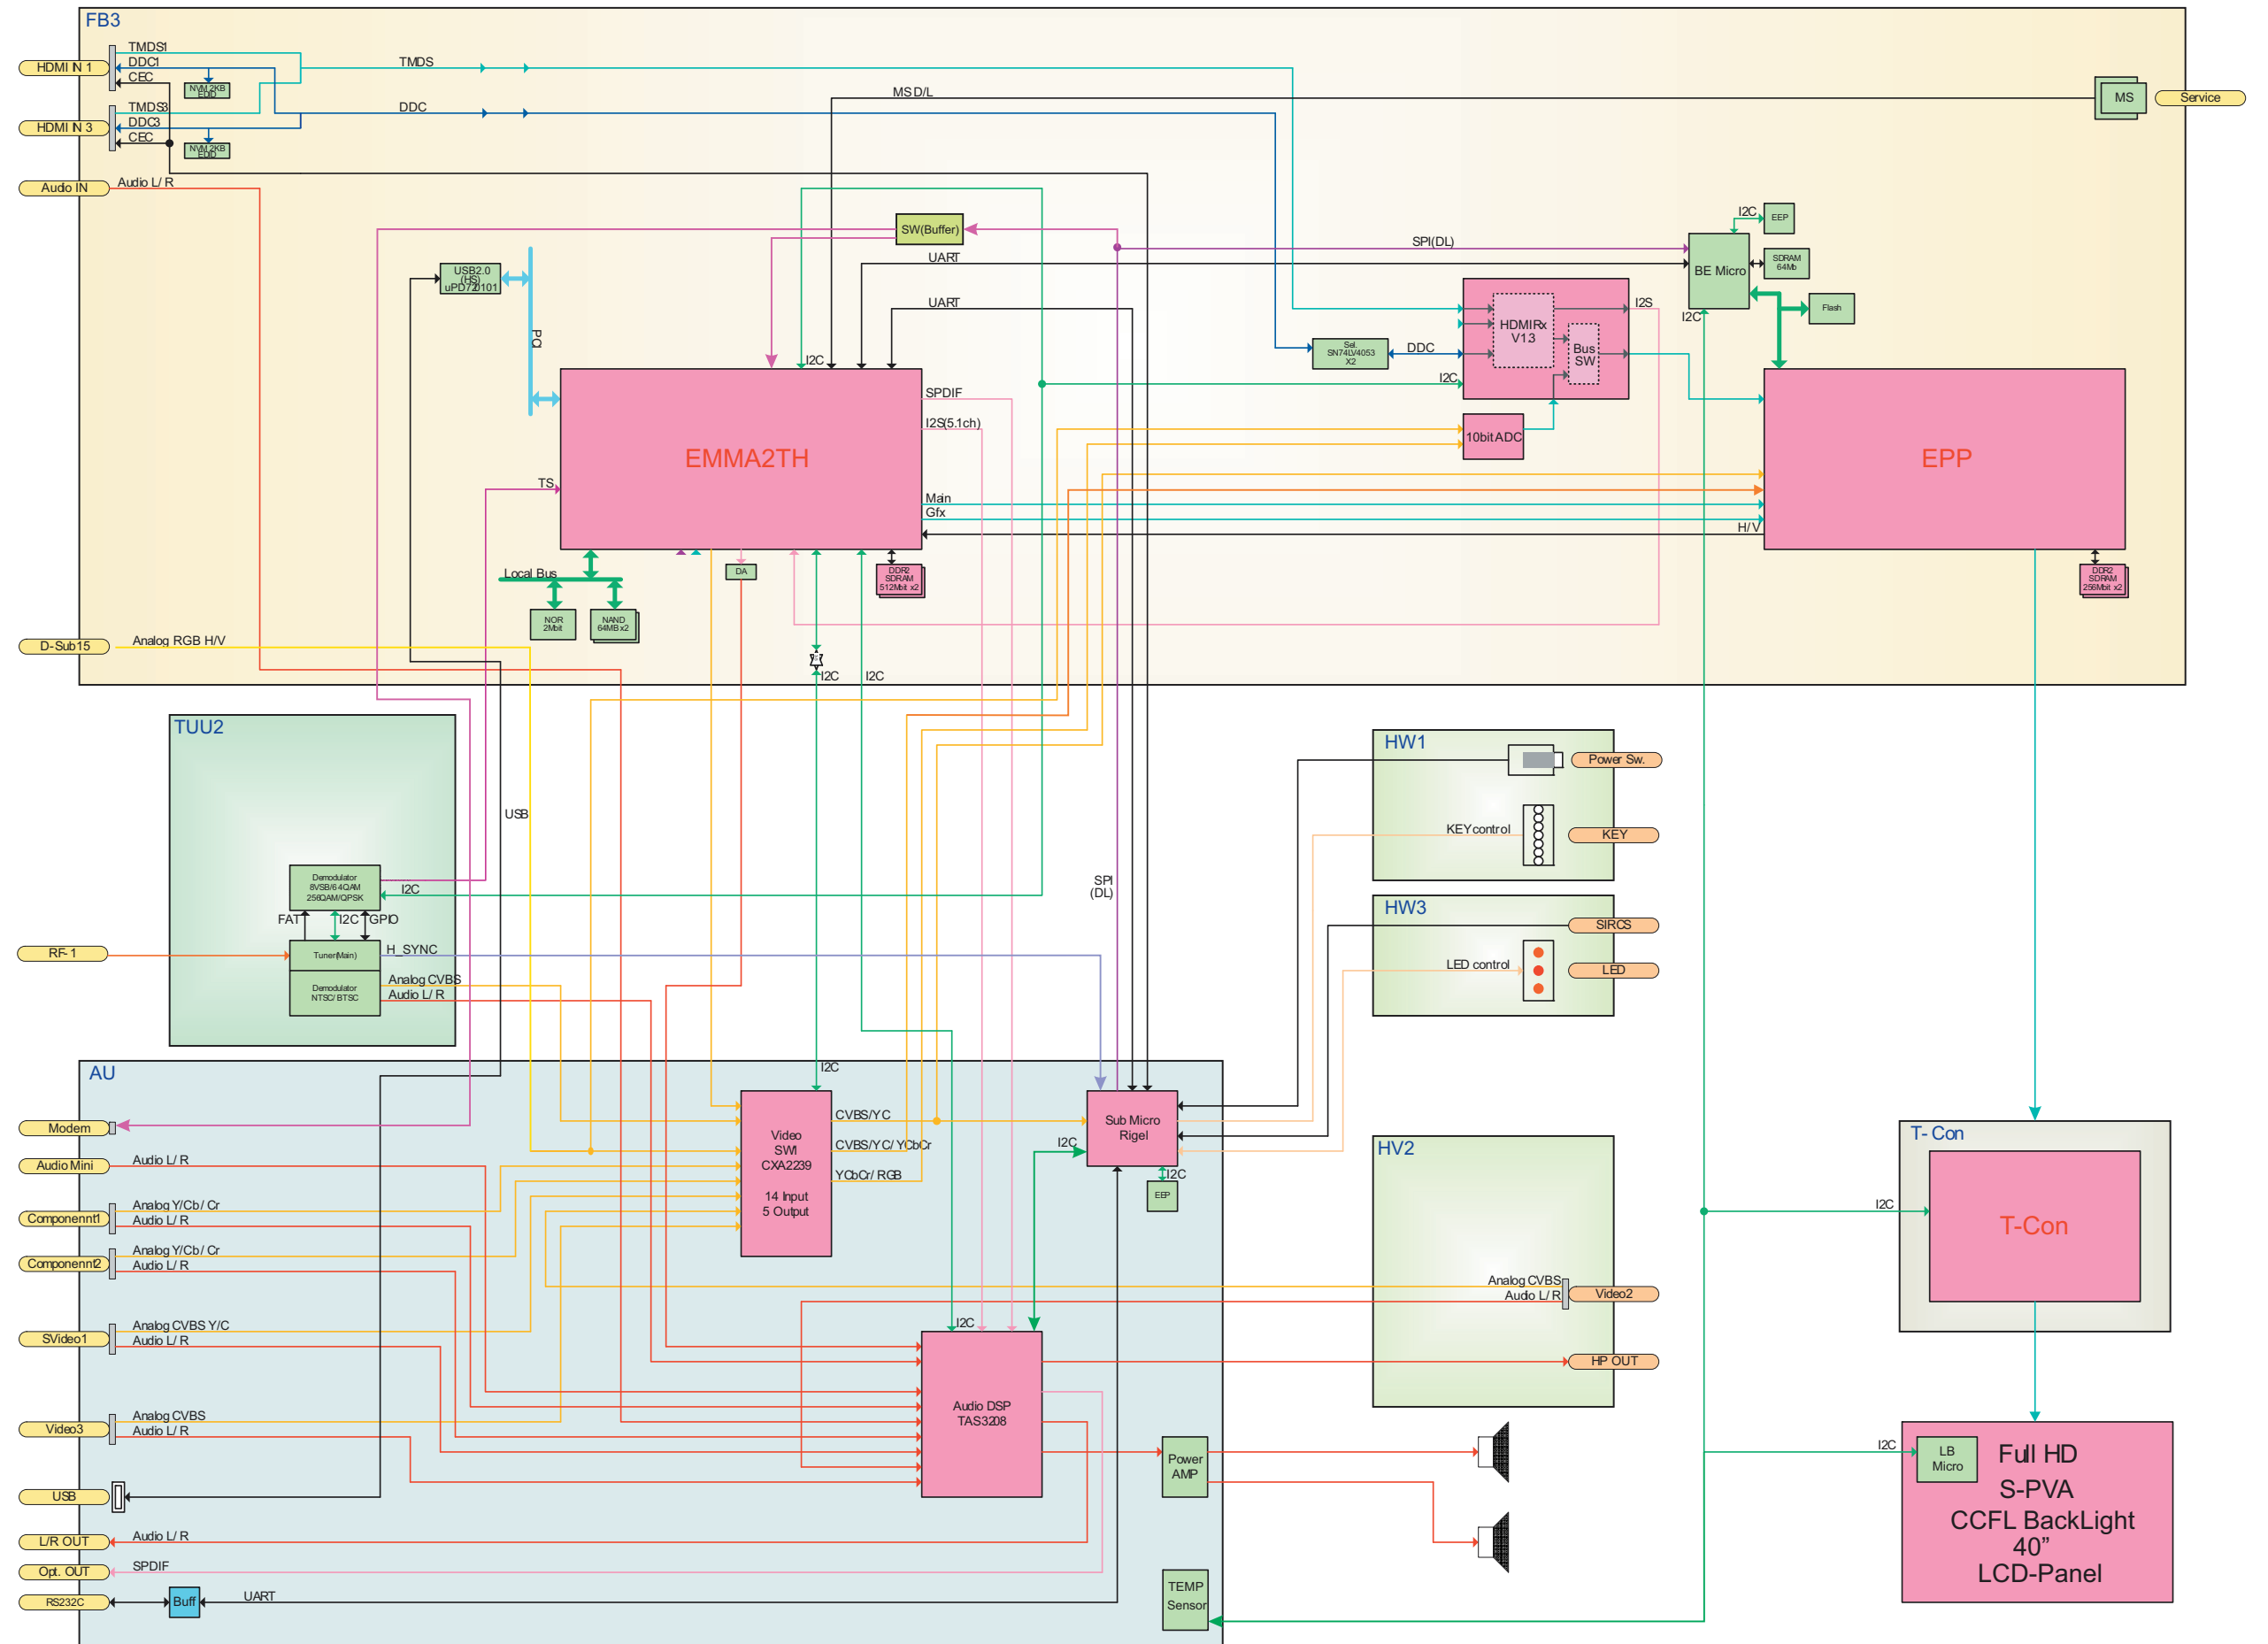 FB3
TMDS1
HDMI IN 1
DDC1
CEC
NVM 2KB
EDID
TMDS
TMDS3
HDMI IN 3
DDC3
CEC
NVM 2KB
EDID
DDC
MS D/L
MS
Service
Audio IN
Audio L/ R
SW(Buffer)
SPI(DL)
UART
I2C
EEP
BE Micro
SDRAM
64Mb
Flash
I2C
USB2.0
(HS)
uPD720101
PCI
UART
I2C
HDMIRx
V1.3
Bus
SW
I2S
Sel.
SN74LV4053
X2
DDC
I2C
10bit ADC
EMMA2TH
SPDIF
I2S(5.1ch)
TS
Main
Gfx
H/ V
EPP
Local Bus
NOR
2Mbit
NAND
64MB x2
DA
DDR2
SDRAM
512Mbit x2
DDR2
SDRAM
256Mbit x2
D-Sub15
Analog RGB H/V
I2C
I2C
TUU2
USB
Demodulator
8VSB/64QAM
256QAM/QPSK
I2C
FAT
I2C
GPIO
RF- 1
Tuner(Main)
H_SYNC
Demodulator
NTSC/ BTSC
Analog CVBS
Audio L/ R
SPI
(DL)
HW1
Power Sw.
KEY control
KEY
HW3
SIRCS
LED control
LED
AU
I2C
Modem
Audio Mini
Audio L/ R
Componennt1
Analog Y/Cb/ Cr
Audio L/ R
Componennt2
Analog Y/Cb/ Cr
Audio L/ R
SVideo1
Analog CVBS Y/C
Audio L/ R
Video3
Analog CVBS
Audio L/ R
USB
L/R OUT
Audio L/ R
Opt. OUT
SPDIF
RS232C
Buff
UART
Video
SWI
CXA2239
14 Input
5 Output
CVBS/YC
CVBS/YC/ YCbCr
YCbCr/ RGB
Sub Micro
Rigel
I2C
I2C
EEP
I2C
Audio DSP
TAS3208
Power
AMP
TEMP
Sensor
HV2
Analog CVBS
Audio L/ R
Video2
HP OUT
T- Con
I2C
T-Con
I2C
LB
Micro
Full HD
S-PVA
CCFL BackLight
40”
LCD-Panel